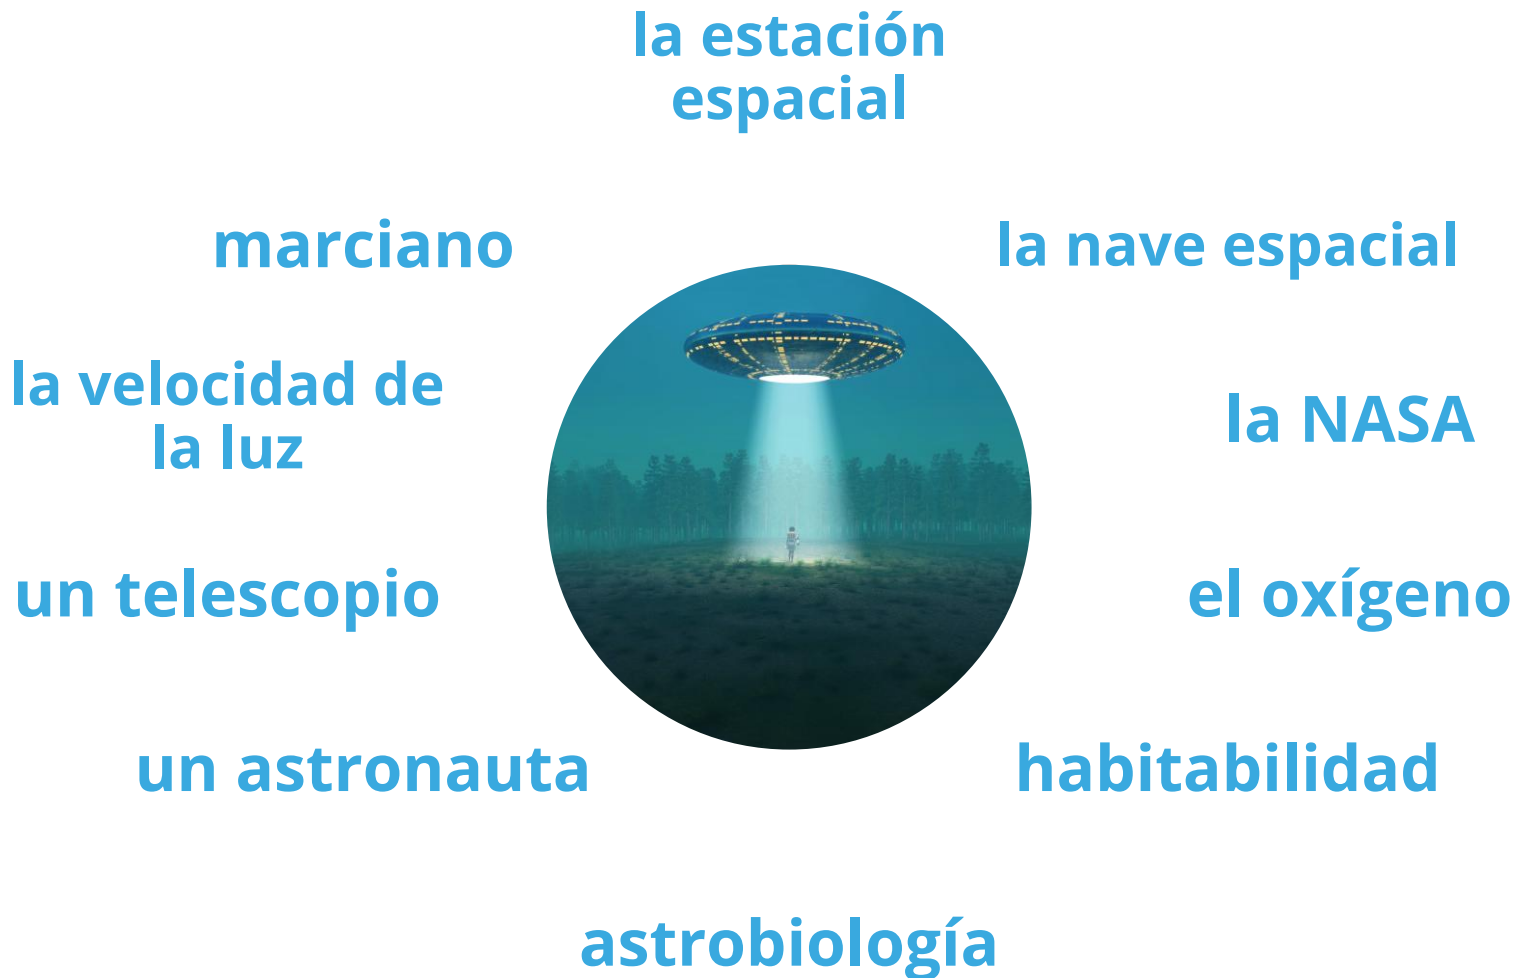 la estación
espacial
marciano
la nave espacial
la velocidad de
la luz
la NASA
un telescopio
el oxígeno
un astronauta
habitabilidad
astrobiología